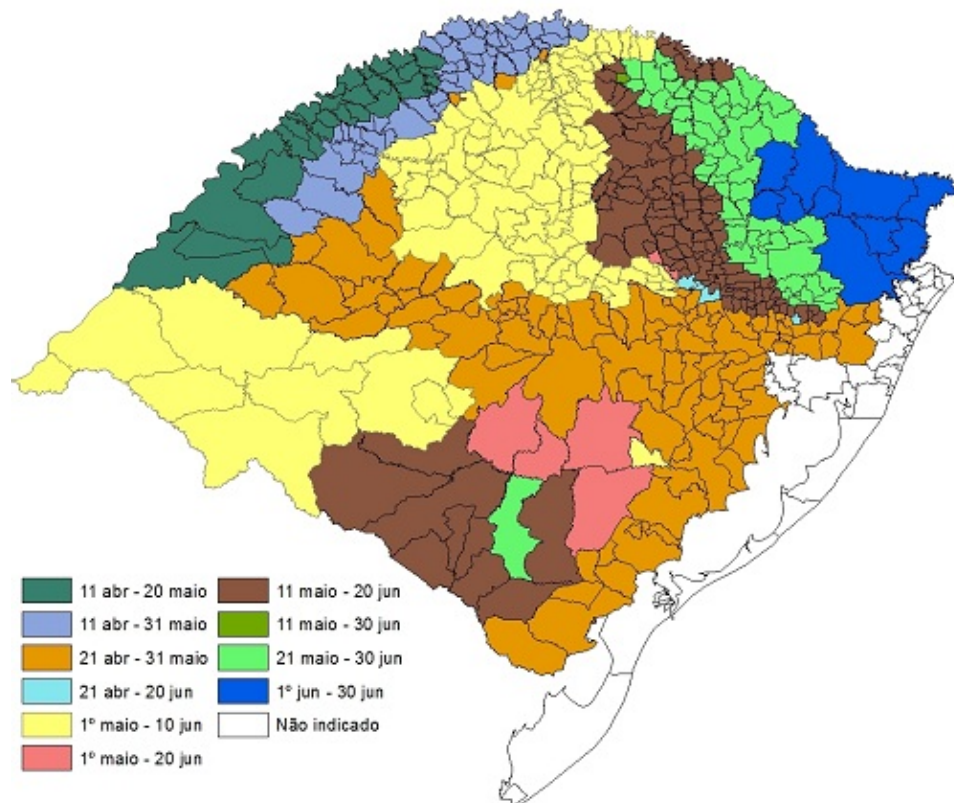 11 abr - 20 maio
11 abr - 31 maio
21 abr - 31 maio
21 abr - 20 jun
1º maio - 10 jun
1º maio - 20 jun
11 maio - 20 jun
11 maio - 30 jun
21 maio - 30 jun
1º jun - 30 jun
Não indicado